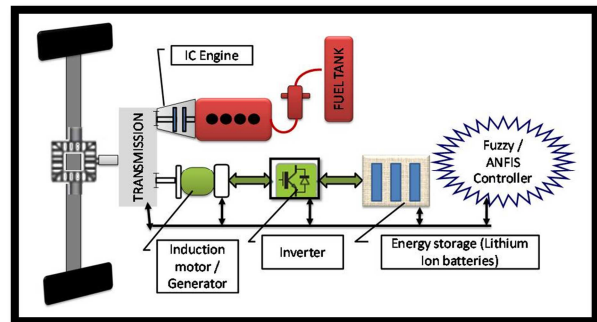 IC Engine
FUEL TANK
TRANSMISSION
Fuzzy /
ANFIS
Controller
Induction
motor /
Generator
Inverter
Energy storage (Lithium
Ion batteries)